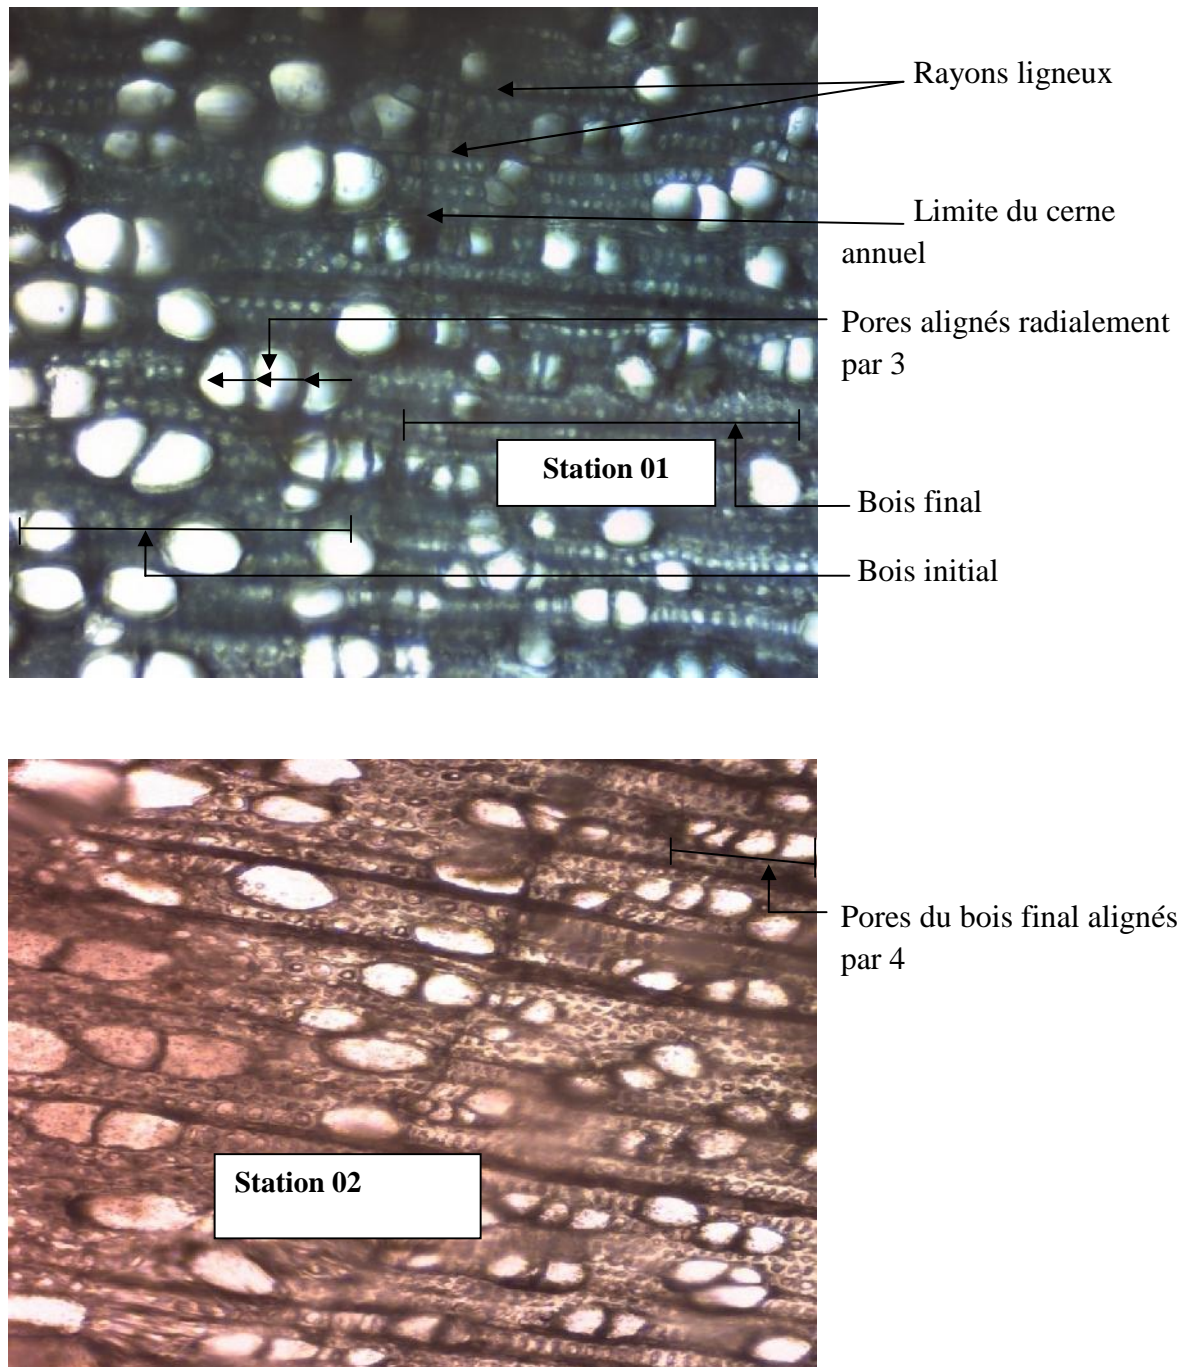 Rayons ligneux
Limite du cerne
annuel
Pores alignés radialement
par 3
Station 01
Bois final
Bois initial
Pores du bois final alignés
par 4
Station 02